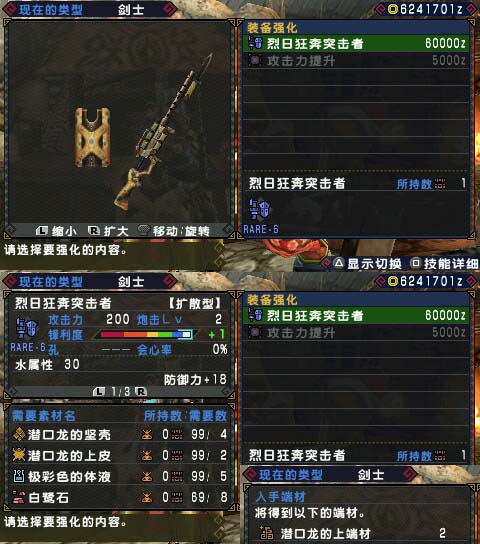 现在的类型 剑士
6241701z
装备强化
烈日狂奔突击者 60000z
攻击力提升 5000z
烈日狂奔突击者 所持数 1
RARE-6
L 缩小 R 扩大 移动/旋转
请选择要强化的内容。
△显示切换 □技能详细
现在的类型 剑士
6241701z
烈日狂奔突击者 【扩散型】
攻击力 200 炮击Lv 2
锋利度 +1
RARE-6 孔 --- 会心率 0%
水属性 30
防御力+18
L 1/3 R
需要素材名 所持数/需要数
潜口龙的坚壳 0 99/ 4
潜口龙的上皮 0 99/ 2
极彩色的体液 0 99/ 5
白鹭石 0 69/ 8
请选择要强化的内容。
装备强化
烈日狂奔突击者 60000z
攻击力提升 5000z
烈日狂奔突击者 所持数 1
现在的类型 剑士
入手端材
将得到以下的端材。
潜口龙的上端材 2